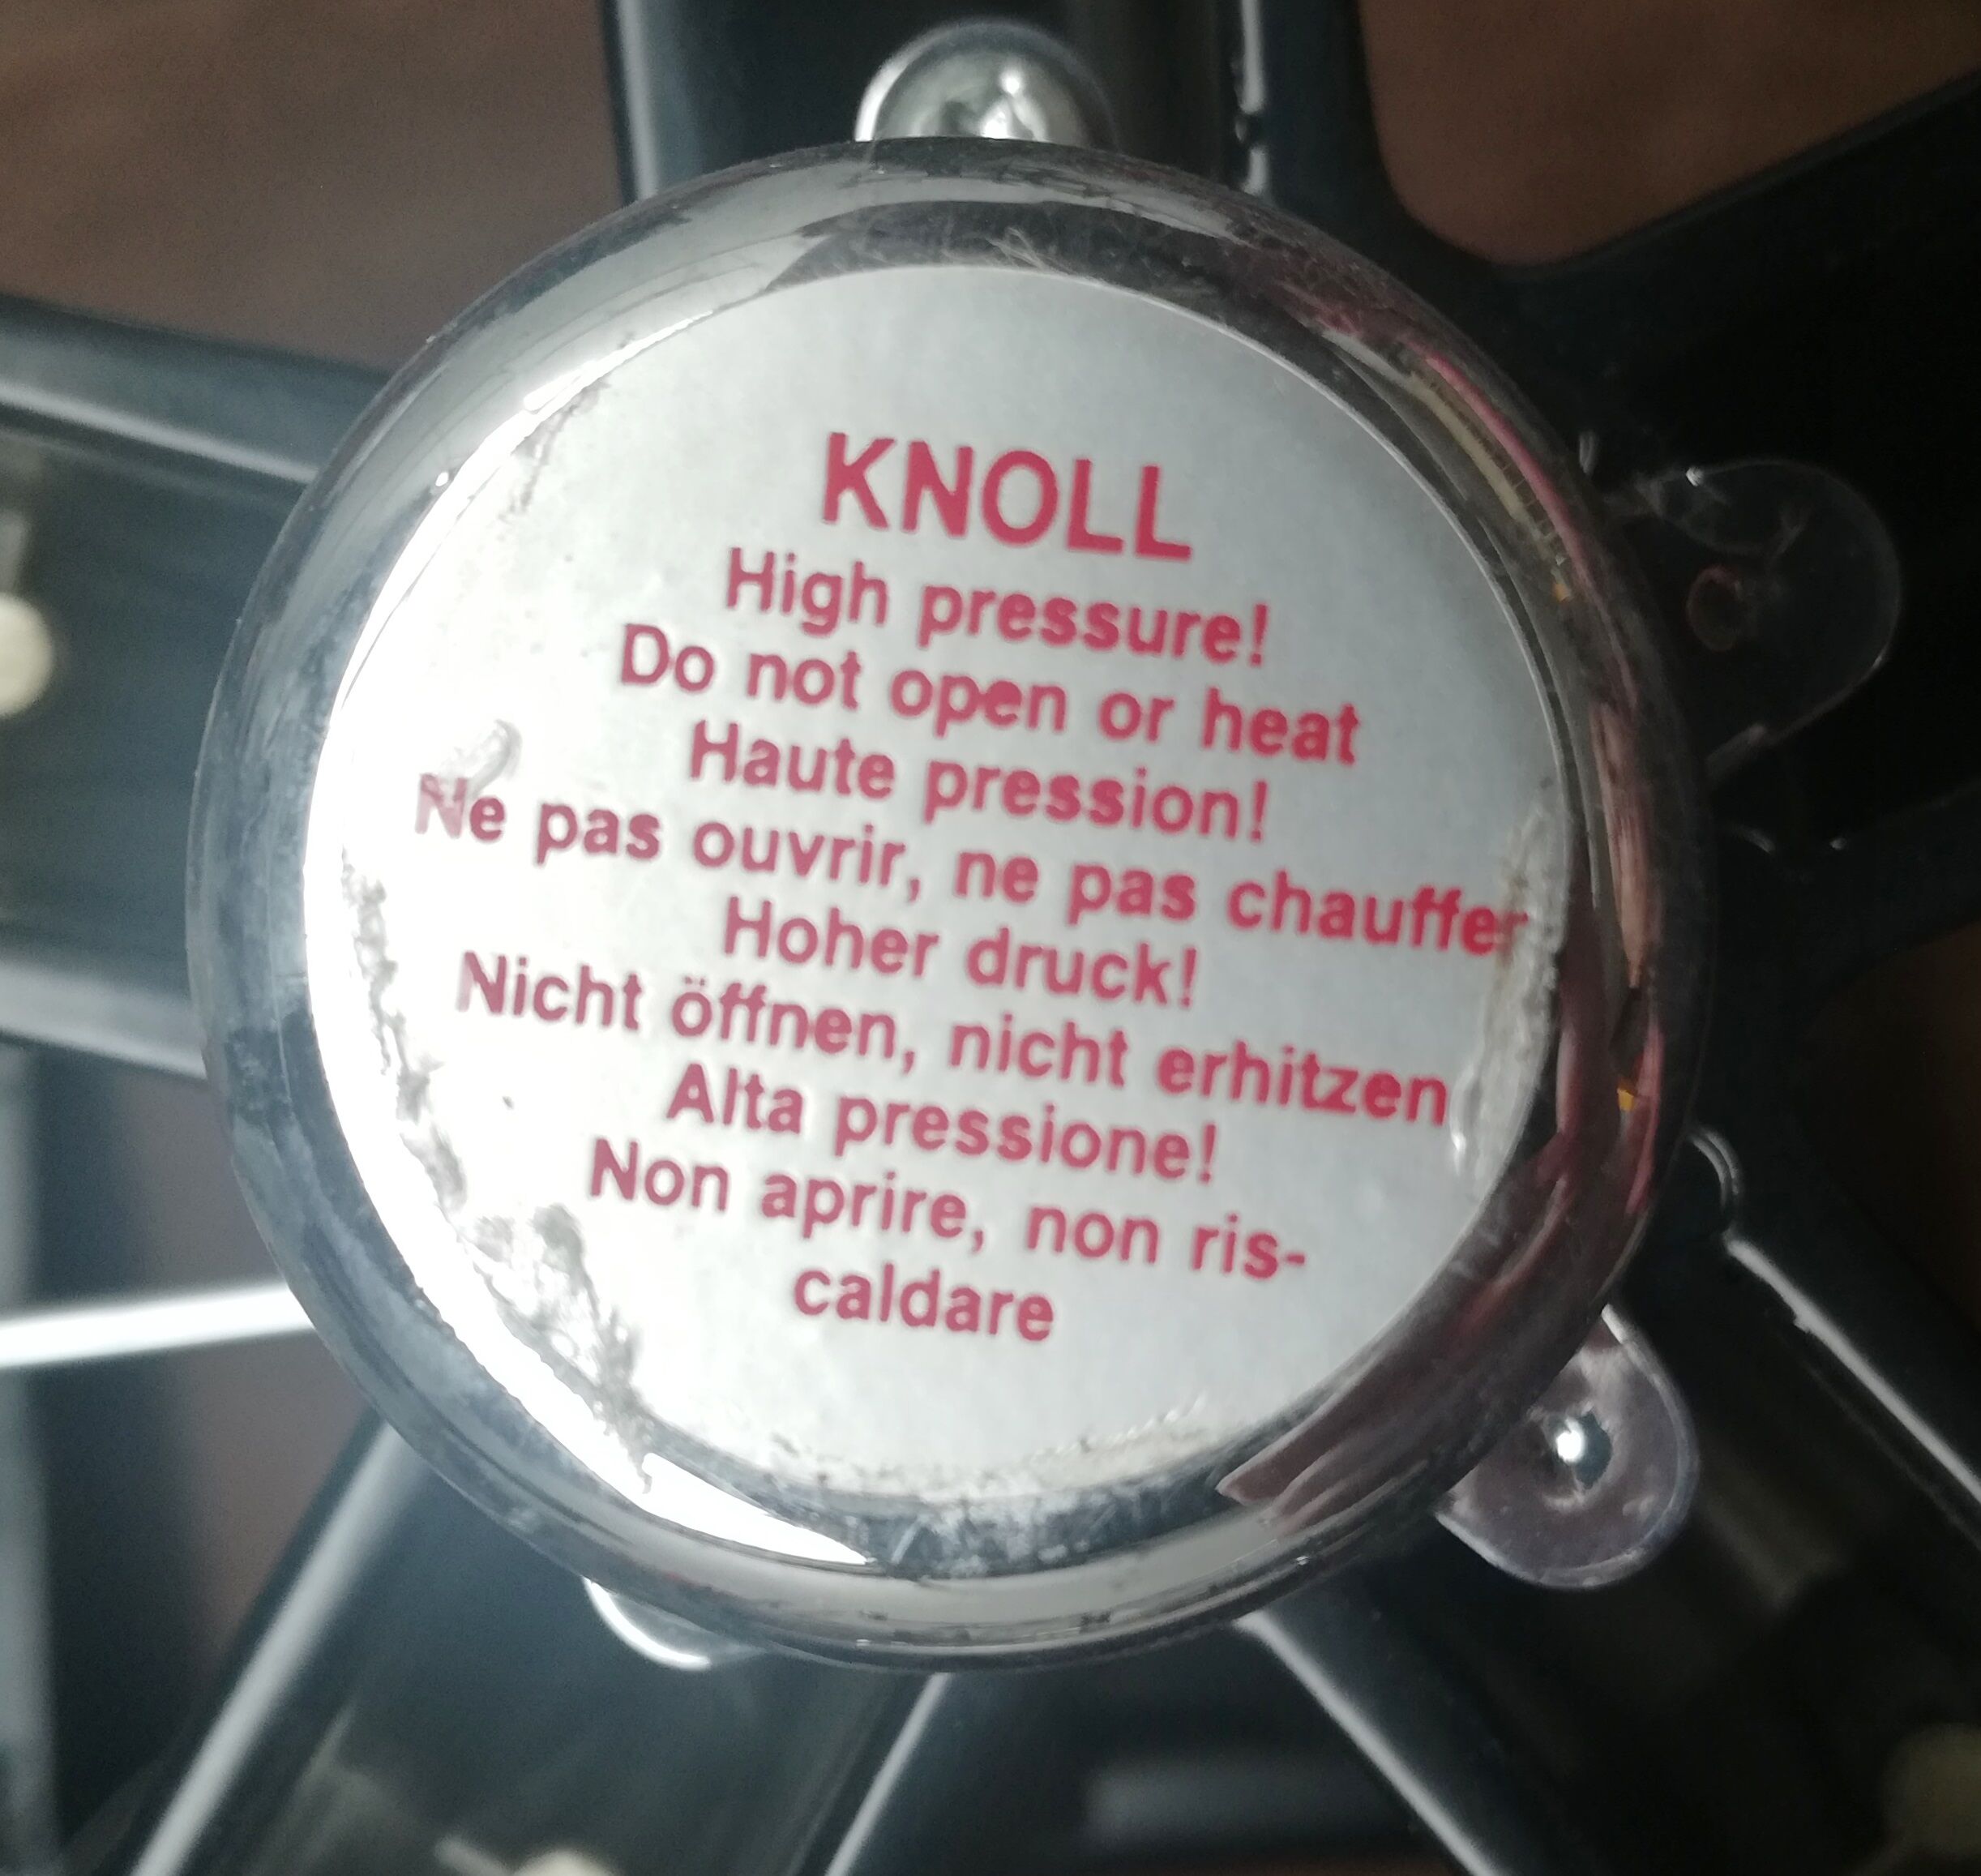 KNOLL
High pressure!
Do not open or heat
Haute pression!
Ne pas ouvrir, ne pas chauffer
Hoher druck!
Nicht öffnen, nicht erhitzen
Alta pressione!
Non aprire, non ris-
caldare